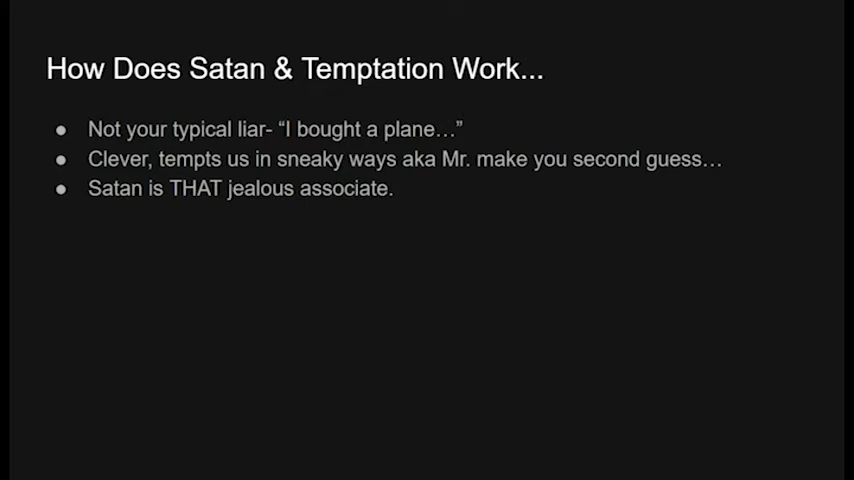 How Does Satan & Temptation Work...
● Not your typical liar- “I bought a plane…”
● Clever, tempts us in sneaky ways aka Mr. make you second guess…
● Satan is THAT jealous associate.